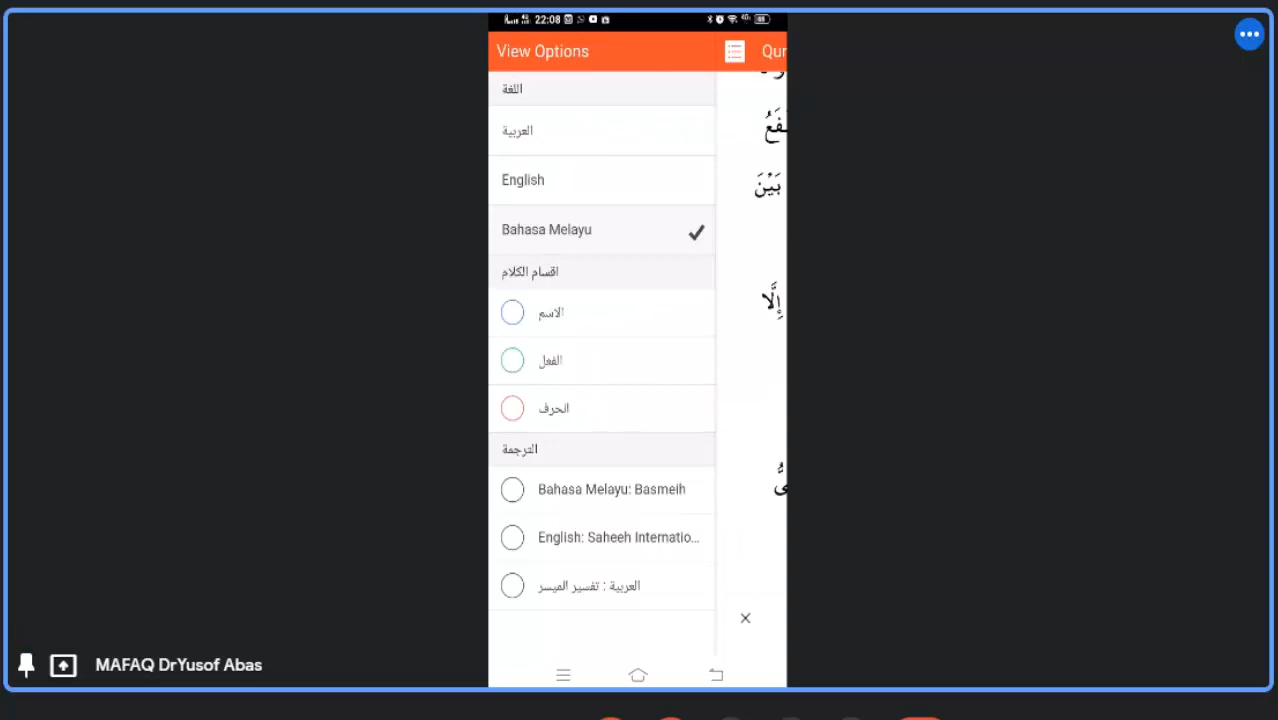 22:08
View Options
Qur
اللغة
العربية
English
Bahasa Melayu
اقسام الكلام
الاسم
الفعل
الحرف
الترجمة
Bahasa Melayu: Basmeih
English: Saheeh Internatio...
العربية : تفسير الميسر
بَيْنَ
إِلَّا
MAFAQ DrYusof Abas